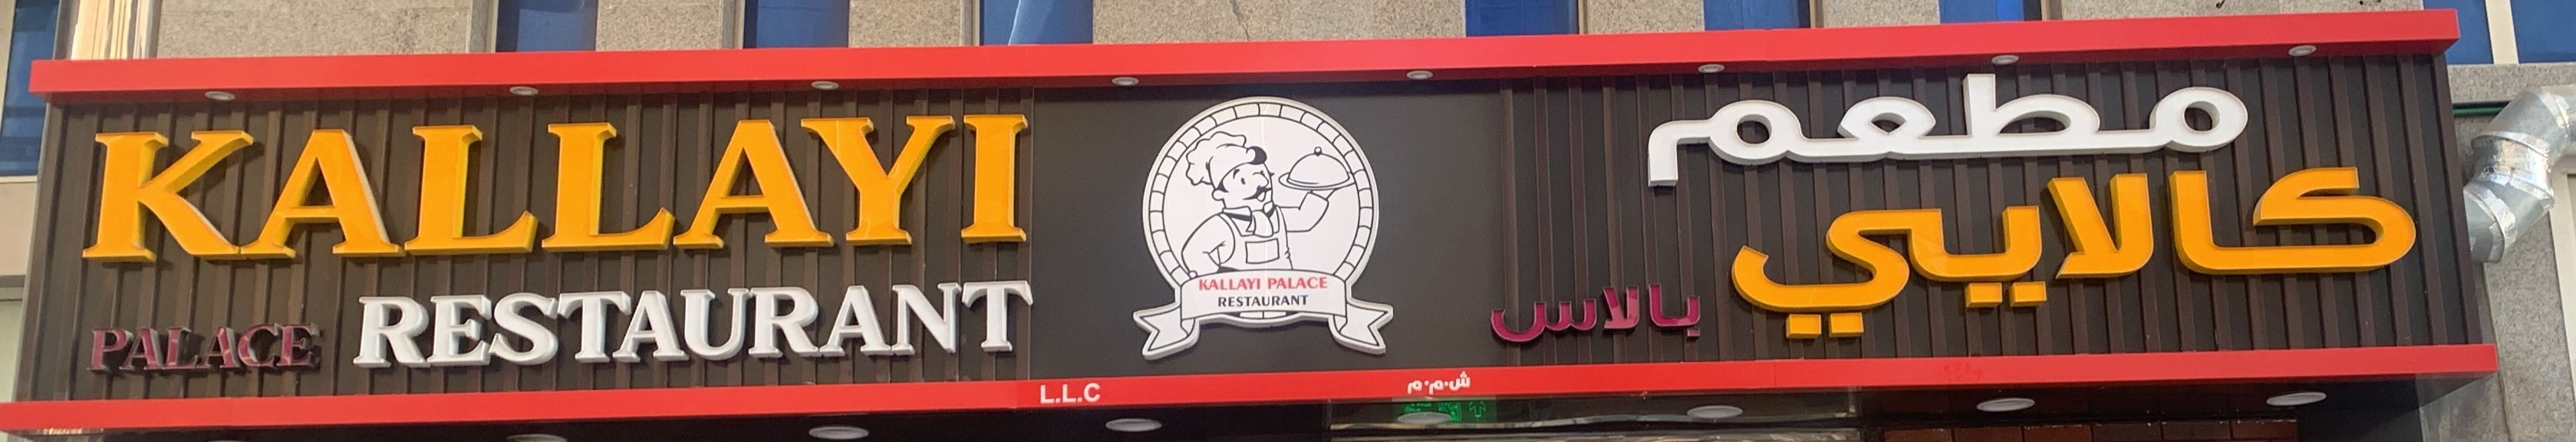 KALLAYI
PALACE RESTAURANT
KALLAYI PALACE
RESTAURANT
مطعم
كالايي
بالاس
L.L.C
ش.م.م